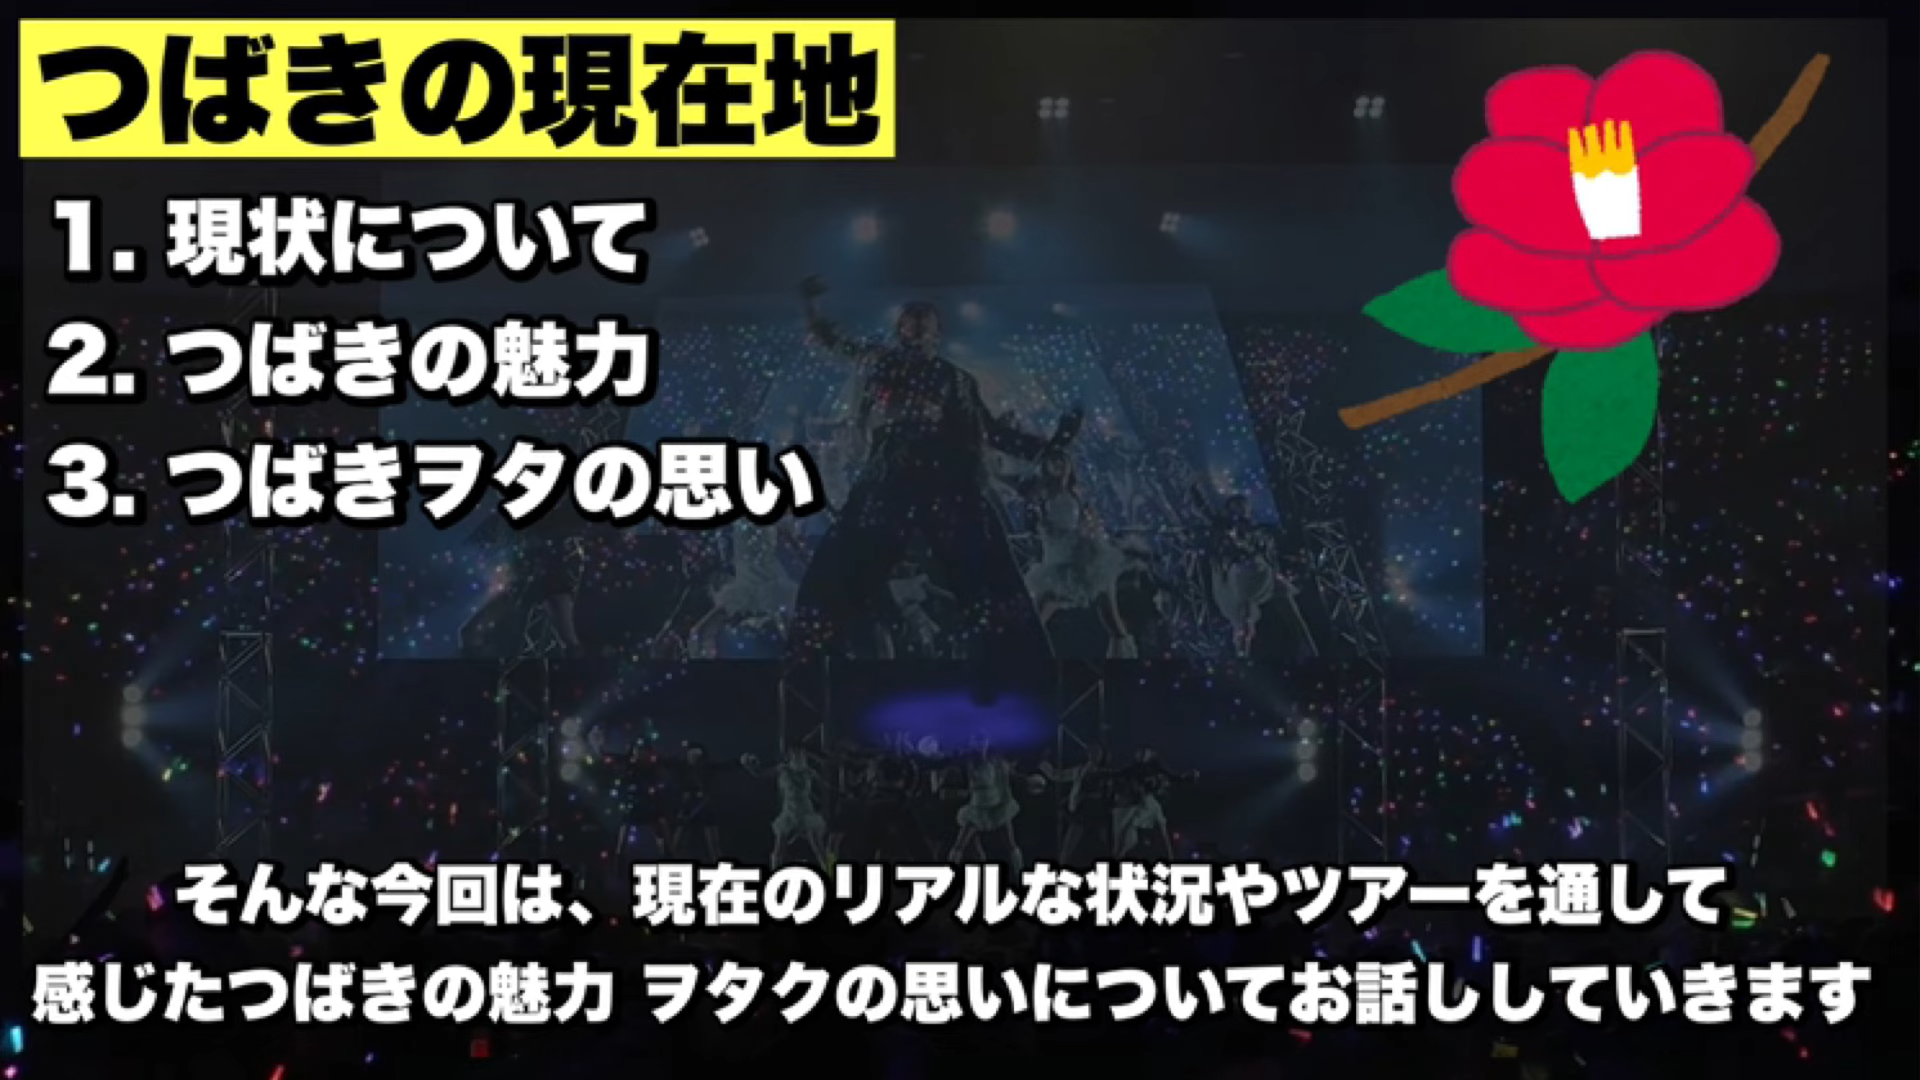 つばきの現在地
1. 現状について
2. つばきの魅力
3. つばきヲタの思い
そんな今回は、現在のリアルな状況やツアーを通して
感じたつばきの魅力 ヲタクの思いについてお話ししていきます